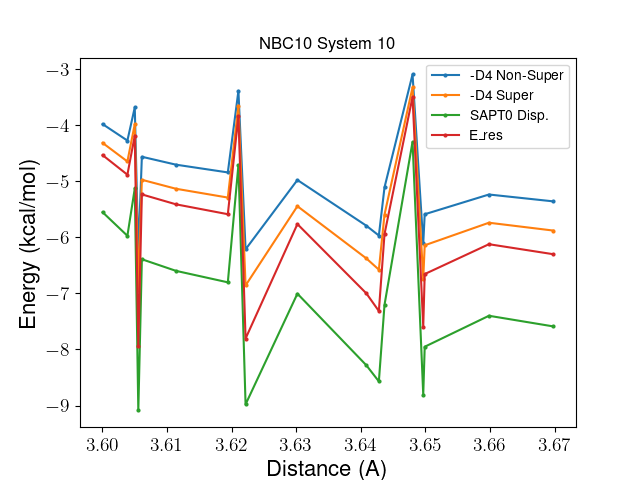 NBC10 System 10
-D4 Non-Super
-D4 Super
SAPT0 Disp.
E_res
Energy (kcal/mol)
−3
−4
−5
−6
−7
−8
−9
3.60 3.61 3.62 3.63 3.64 3.65 3.66 3.67
Distance (A)